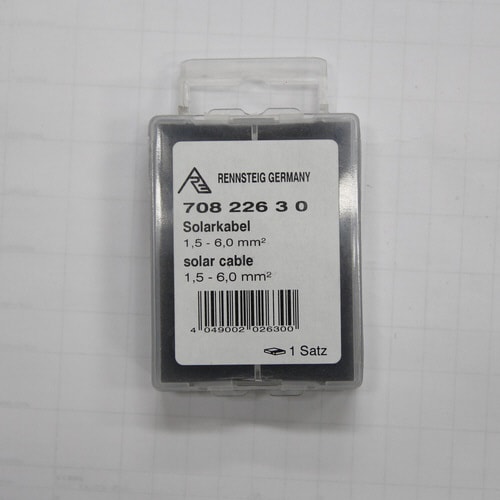 RENNSTEIG GERMANY
708 226 3 0
Solarkabel
1,5 - 6,0 mm²
solar cable
1,5 - 6,0 mm²
4 049002 026300
1 Satz